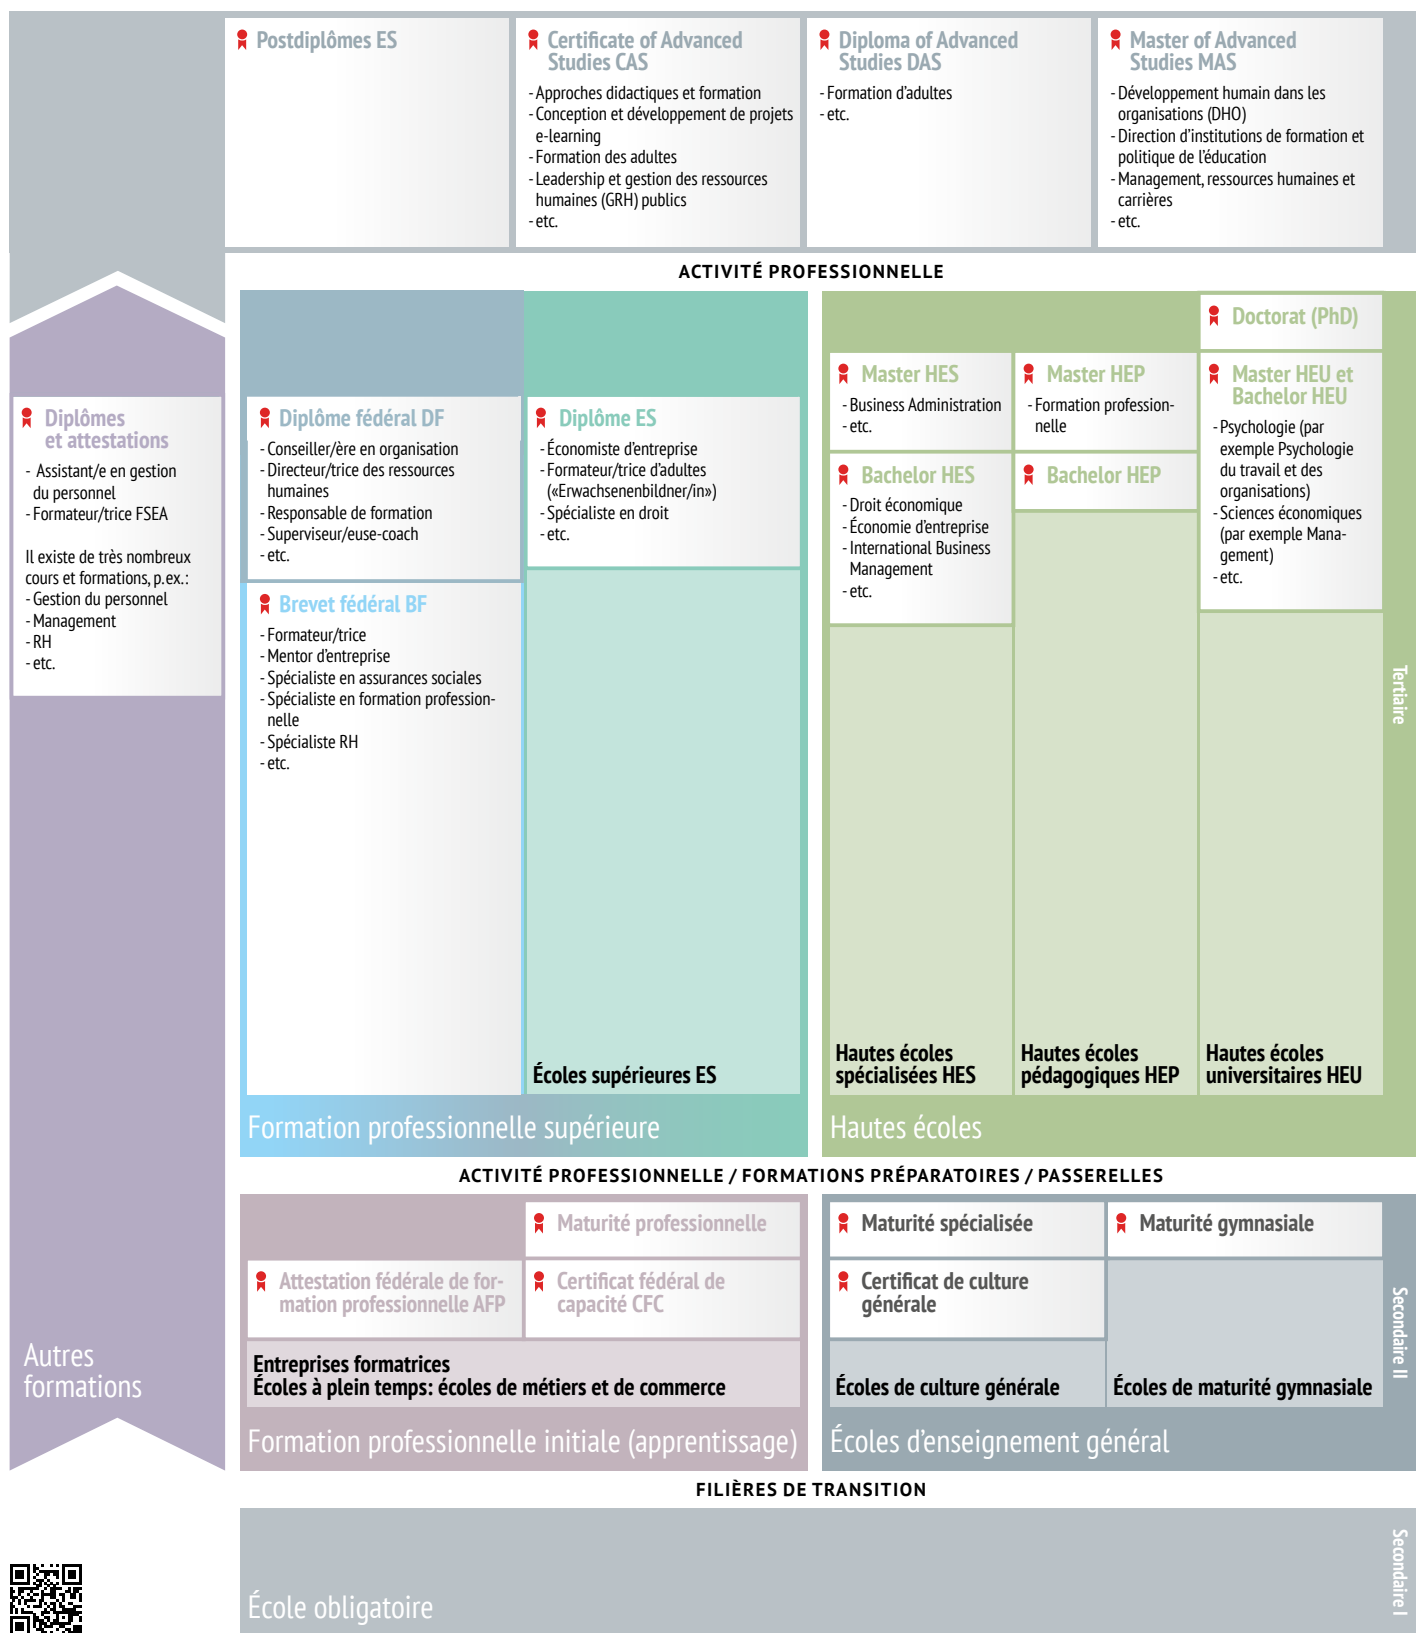 Postdiplômes ES
Certificate of Advanced
Studies CAS
- Approches didactiques et formation
- Conception et développement de projets
e-learning
- Formation des adultes
- Leadership et gestion des ressources
humaines (GRH) publics
- etc.
Diploma of Advanced
Studies DAS
- Formation d'adultes
- etc.
Master of Advanced
Studies MAS
- Développement humain dans les
organisations (DHO)
- Direction d'institutions de formation et
politique de l'éducation
- Management, ressources humaines et
carrières
- etc.
ACTIVITÉ PROFESSIONNELLE
Diplômes
et attestations
- Assistant/e en gestion
du personnel
- Formateur/trice FSEA
Il existe de très nombreux
cours et formations, p.ex.:
- Gestion du personnel
- Management
- RH
- etc.
Autres
formations
Diplôme fédéral DF
- Conseiller/ère en organisation
- Directeur/trice des ressources
humaines
- Responsable de formation
- Superviseur/euse-coach
- etc.
Brevet fédéral BF
- Formateur/trice
- Mentor d'entreprise
- Spécialiste en assurances sociales
- Spécialiste en formation profession-
nelle
- Spécialiste RH
- etc.
Diplôme ES
- Économiste d'entreprise
- Formateur/trice d'adultes
(«Erwachsenenbildner/in»)
- Spécialiste en droit
- etc.
Écoles supérieures ES
Formation professionnelle supérieure
Master HES
- Business Administration
- etc.
Bachelor HES
- Droit économique
- Économie d'entreprise
- International Business
Management
- etc.
Hautes écoles
spécialisées HES
Master HEP
- Formation profession-
nelle
Bachelor HEP
Hautes écoles
pédagogiques HEP
Doctorat (PhD)
Master HEU et
Bachelor HEU
- Psychologie (par
exemple Psychologie
du travail et des
organisations)
- Sciences économiques
(par exemple Mana-
gement)
- etc.
Hautes écoles
universitaires HEU
Hautes écoles
Tertiaire
ACTIVITÉ PROFESSIONNELLE / FORMATIONS PRÉPARATOIRES / PASSERELLES
Maturité professionnelle
Attestation fédérale de for-
mation professionnelle AFP
Certificat fédéral de
capacité CFC
Entreprises formatrices
Écoles à plein temps: écoles de métiers et de commerce
Formation professionnelle initiale (apprentissage)
Maturité spécialisée
Certificat de culture
générale
Écoles de culture générale
Maturité gymnasiale
Écoles de maturité gymnasiale
Écoles d'enseignement général
Secondaire II
FILIÈRES DE TRANSITION
École obligatoire
Secondaire I